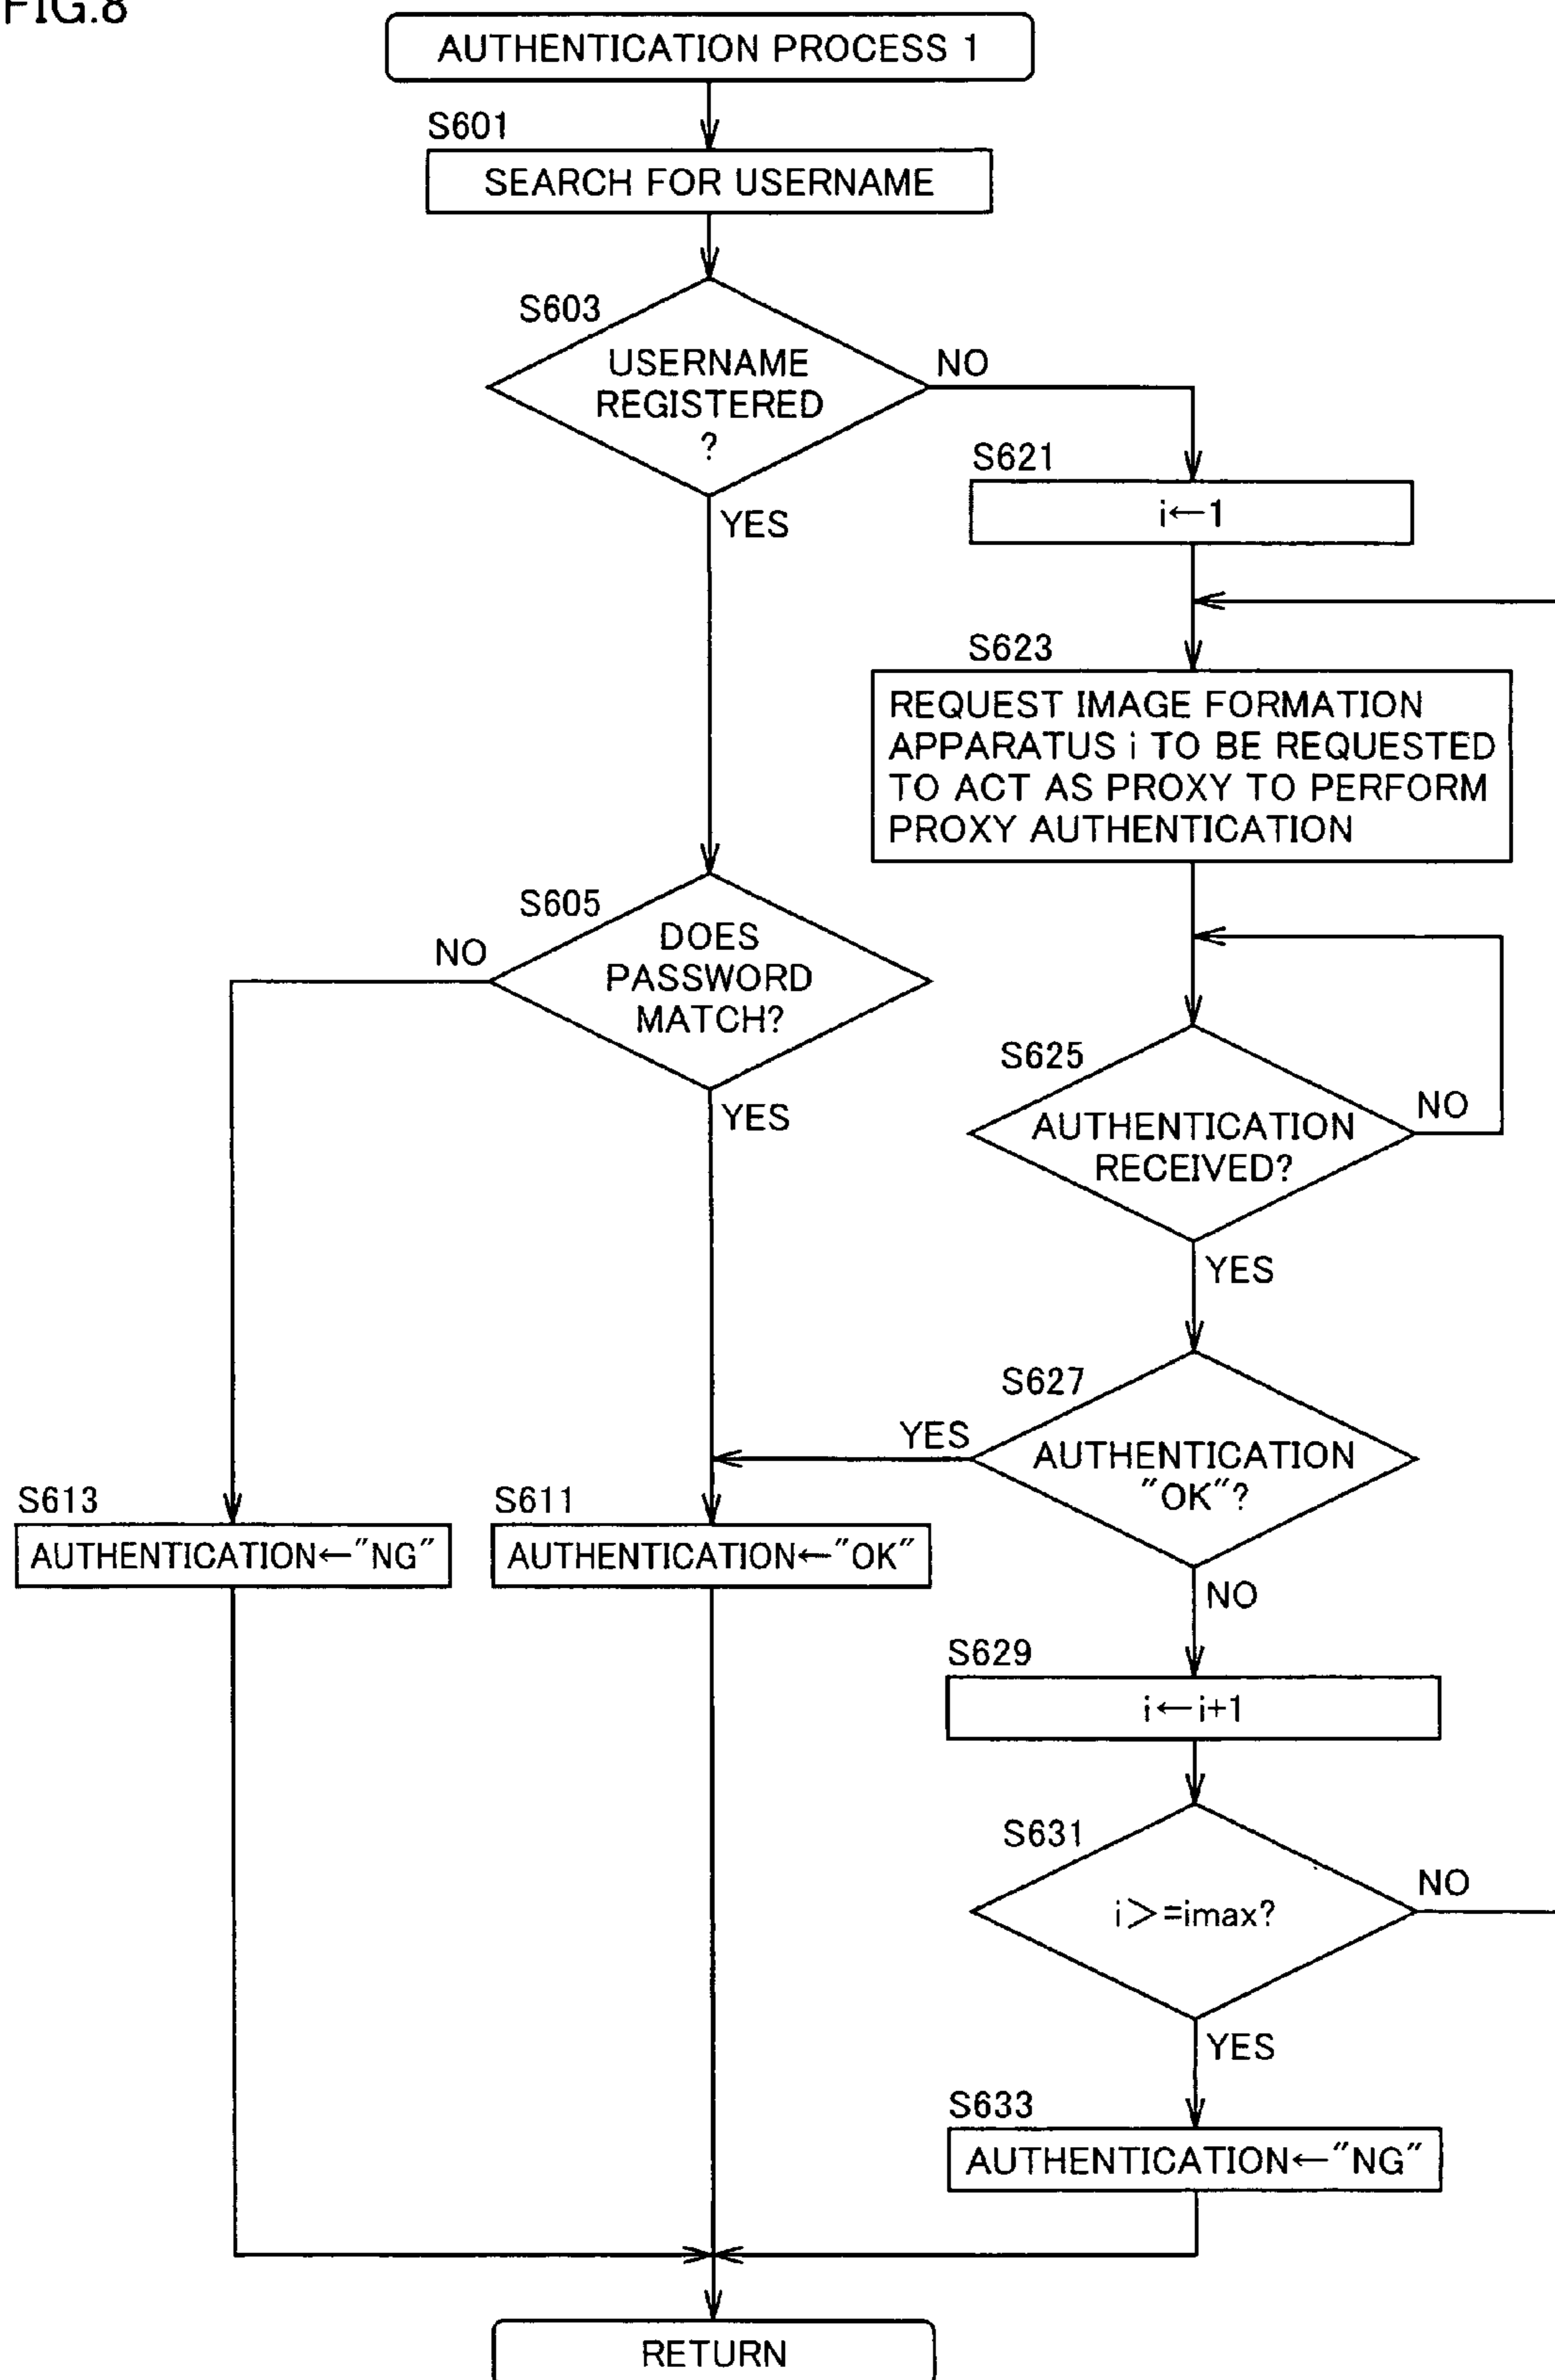 FIG.8
AUTHENTICATION PROCESS 1
S601
SEARCH FOR USERNAME
S603
USERNAME
REGISTERED
?
NO
YES
S621
i←1
S623
REQUEST IMAGE FORMATION
APPARATUS i TO BE REQUESTED
TO ACT AS PROXY TO PERFORM
PROXY AUTHENTICATION
S605
DOES
PASSWORD
MATCH?
NO
YES
S625
AUTHENTICATION
RECEIVED?
NO
YES
S627
AUTHENTICATION
"OK"?
YES
NO
S613
AUTHENTICATION←"NG"
S611
AUTHENTICATION←"OK"
S629
i←i+1
S631
i>=imax?
NO
YES
S633
AUTHENTICATION←"NG"
RETURN